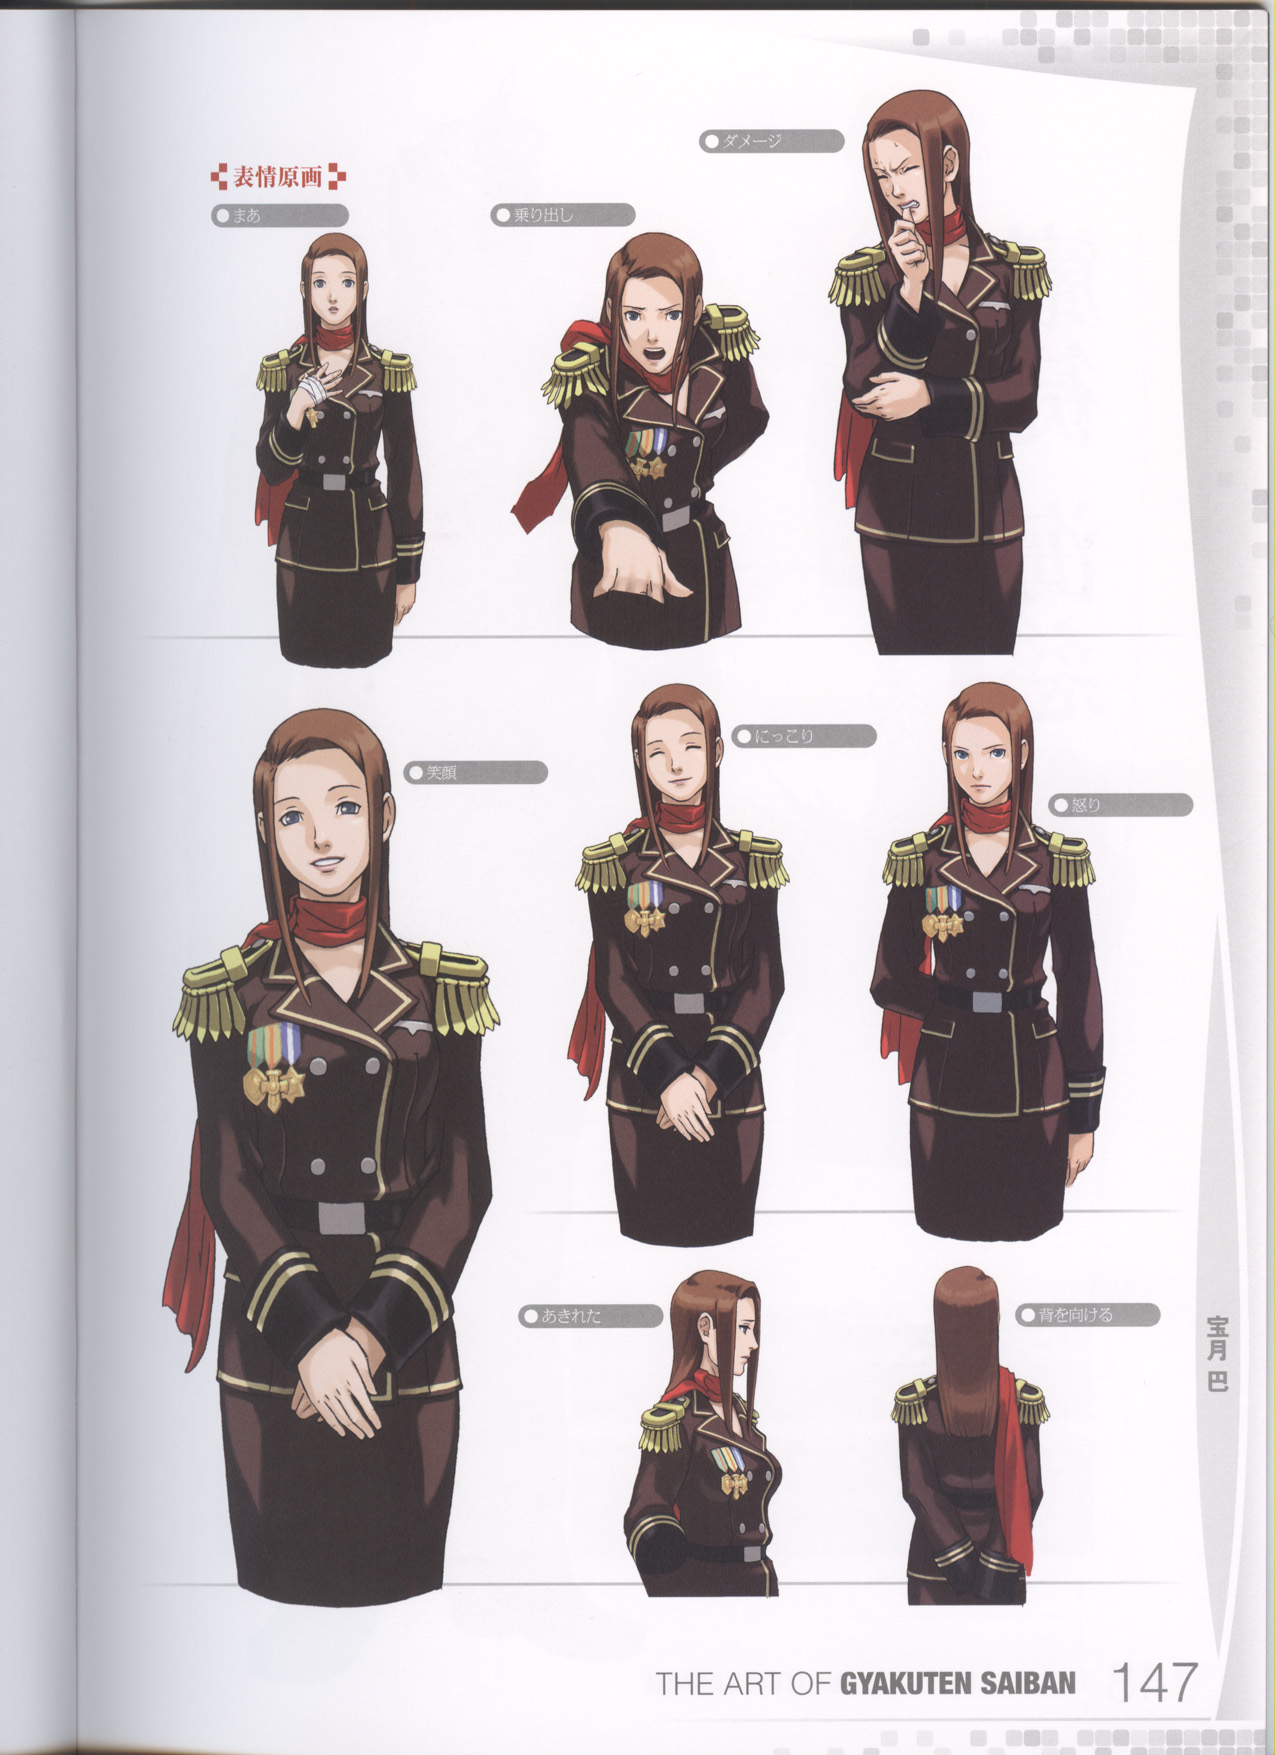 表情原画
まあ
乗り出し
ダメージ
笑顔
にっこり
怒り
あきれた
背を向ける
宝月 巴
THE ART OF GYAKUTEN SAIBAN 147